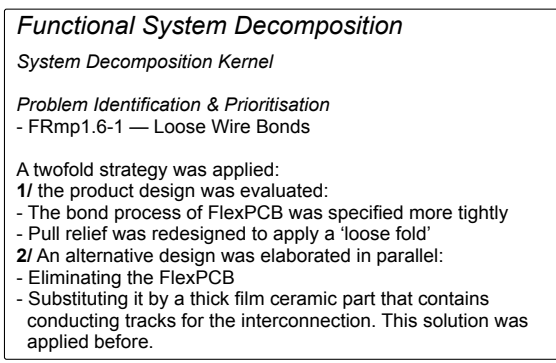 Functional System Decomposition
System Decomposition Kernel
Problem Identification & Prioritisation
- FRmp1.6-1 — Loose Wire Bonds
A twofold strategy was applied:
1/ the product design was evaluated:
- The bond process of FlexPCB was specified more tightly
- Pull relief was redesigned to apply a ‘loose fold’
2/ An alternative design was elaborated in parallel:
- Eliminating the FlexPCB
- Substituting it by a thick film ceramic part that contains
conducting tracks for the interconnection. This solution was
applied before.